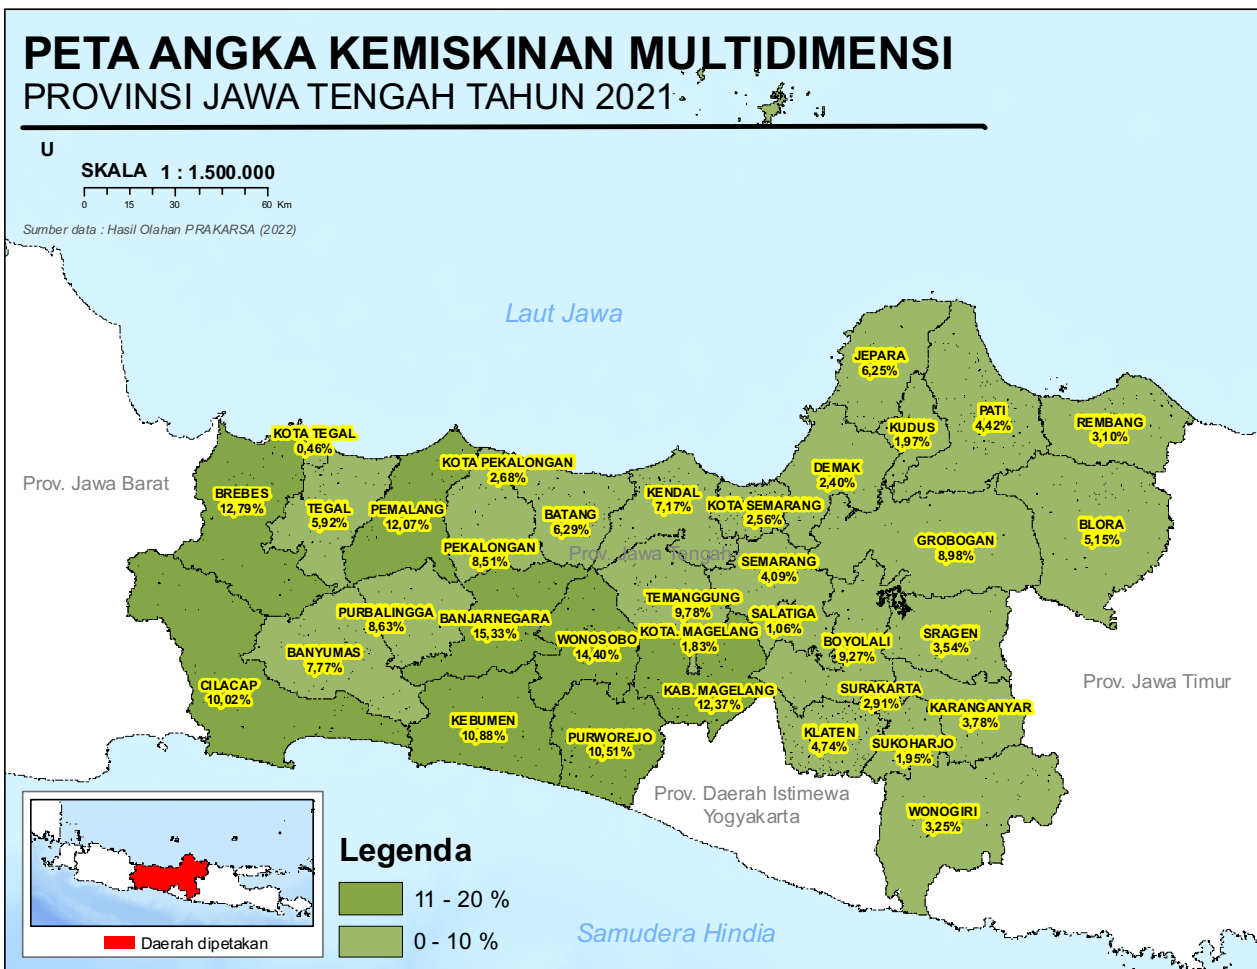 PETA ANGKA KEMISKINAN MULTIDIMENSI
PROVINSI JAWA TENGAH TAHUN 2021
U
SKALA 1 : 1.500.000
0 15 30 60 Km
Sumber data : Hasil Olahan PRAKARSA (2022)
Laut Jawa
JEPARA
6,25%
PATI
4,42%
KUDUS
1,97%
REMBANG
3,10%
KOTA TEGAL
0,46%
KOTA PEKALONGAN
2,68%
DEMAK
2,40%
Prov. Jawa Barat
BREBES
12,79%
TEGAL
5,92%
PEMALANG
12,07%
BATANG
6,29%
KENDAL
7,17%
KOTA SEMARANG
2,56%
BLORA
5,15%
GROBOGAN
8,98%
PEKALONGAN
8,51%
Prov. Jawa Tengah
SEMARANG
4,09%
PURBALINGGA
8,63%
BANJARNEGARA
15,33%
TEMANGGUNG
9,78%
SALATIGA
1,06%
WONOSOBO
14,40%
KOTA. MAGELANG
1,83%
BOYOLALI
9,27%
SRAGEN
3,54%
BANYUMAS
7,77%
CILACAP
10,02%
KAB. MAGELANG
12,37%
SURAKARTA
2,91%
KARANGANYAR
3,78%
Prov. Jawa Timur
KEBUMEN
10,88%
PURWOREJO
10,51%
KLATEN
4,74%
SUKOHARJO
1,95%
Prov. Daerah Istimewa
Yogyakarta
WONOGIRI
3,25%
Legenda
11 - 20 %
0 - 10 %
Daerah dipetakan
Samudera Hindia